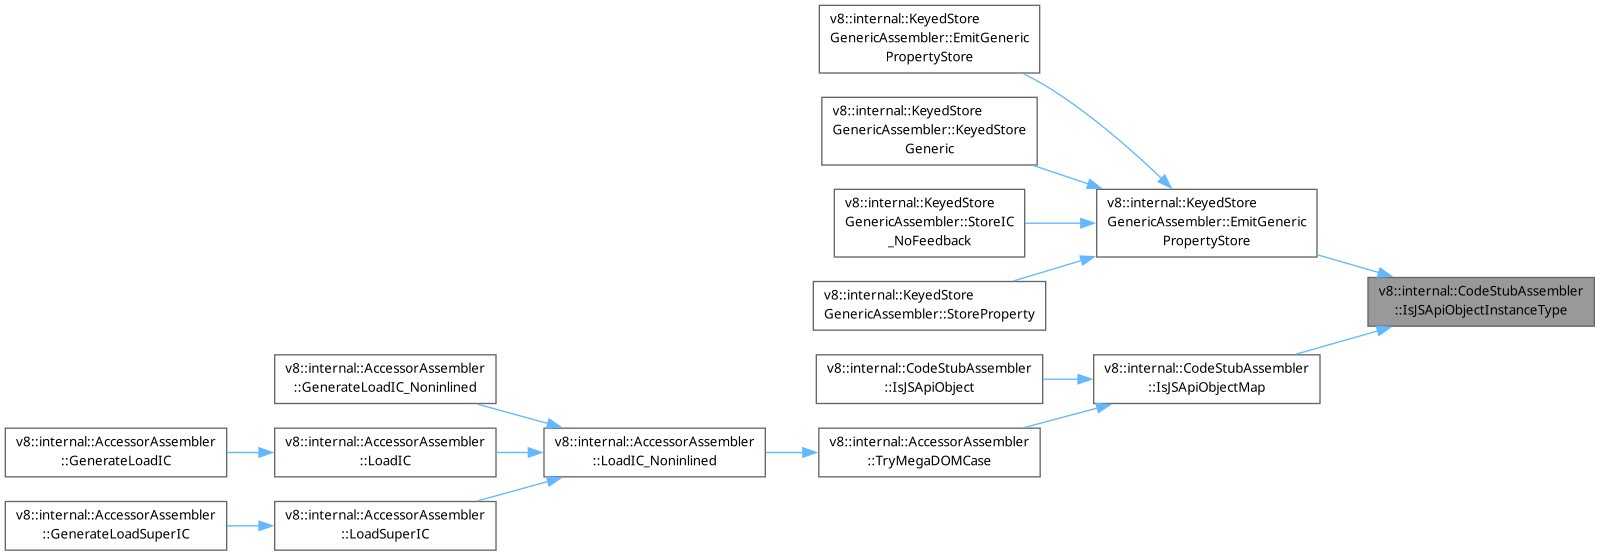 v8::internal::KeyedStore
GenericAssembler::EmitGeneric
PropertyStore
v8::internal::KeyedStore
GenericAssembler::KeyedStore
Generic
v8::internal::KeyedStore
GenericAssembler::StoreIC
_NoFeedback
v8::internal::KeyedStore
GenericAssembler::EmitGeneric
PropertyStore
v8::internal::KeyedStore
GenericAssembler::StoreProperty
v8::internal::CodeStubAssembler
::IsJSApiObjectInstanceType
v8::internal::AccessorAssembler
::GenerateLoadIC_Noninlined
v8::internal::CodeStubAssembler
::IsJSApiObject
v8::internal::CodeStubAssembler
::IsJSApiObjectMap
v8::internal::AccessorAssembler
::GenerateLoadIC
v8::internal::AccessorAssembler
::LoadIC
v8::internal::AccessorAssembler
::LoadIC_Noninlined
v8::internal::AccessorAssembler
::TryMegaDOMCase
v8::internal::AccessorAssembler
::GenerateLoadSuperIC
v8::internal::AccessorAssembler
::LoadSuperIC